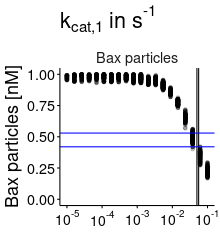 k_cat,1 in s^-1
Bax particles
Bax particles [nM]
1.00
0.75
0.50
0.25
0.00
10^-5 10^-4 10^-3 10^-2 10^-1